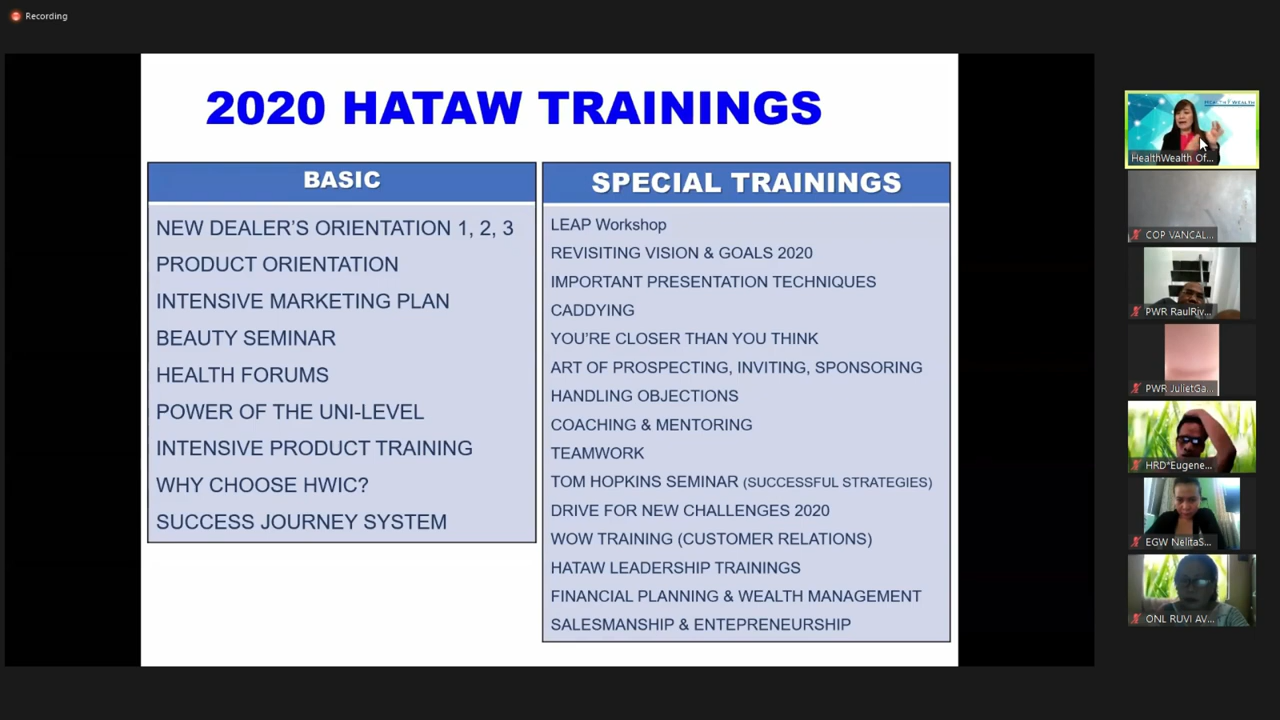 Recording
2020 HATAW TRAININGS
BASIC
NEW DEALER'S ORIENTATION 1, 2, 3
PRODUCT ORIENTATION
INTENSIVE MARKETING PLAN
BEAUTY SEMINAR
HEALTH FORUMS
POWER OF THE UNI-LEVEL
INTENSIVE PRODUCT TRAINING
WHY CHOOSE HWIC?
SUCCESS JOURNEY SYSTEM
SPECIAL TRAININGS
LEAP Workshop
REVISITING VISION & GOALS 2020
IMPORTANT PRESENTATION TECHNIQUES
CADDYING
YOU'RE CLOSER THAN YOU THINK
ART OF PROSPECTING, INVITING, SPONSORING
HANDLING OBJECTIONS
COACHING & MENTORING
TEAMWORK
TOM HOPKINS SEMINAR (SUCCESSFUL STRATEGIES)
DRIVE FOR NEW CHALLENGES 2020
WOW TRAINING (CUSTOMER RELATIONS)
HATAW LEADERSHIP TRAININGS
FINANCIAL PLANNING & WEALTH MANAGEMENT
SALESMANSHIP & ENTEPRENEURSHIP
HealthWealth Of...
COP VANCAL...
PWR RaulRiv...
PWR JulietGa...
HRD*Eugene...
EGW NelitaS...
ONL RUVI AV...